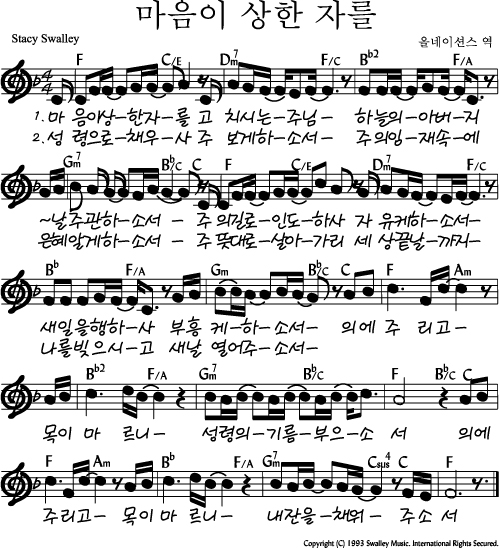 마음이 상한 자를
Stacy Swalley
올네이션스 역
F C/E Dm7 F/C Bb2 F/A
1. 마 음이상-한자-를 고 치시는-주님- 하늘의-아버-지
2. 성 령으로-채우-사 주 보게하-소서- 주의임-재속-에
Gm7 Bb/C C F C/E Dm7 F/C
~날주관하-소서- 주 의길로-인도-하사 자 유케하-소서-
은혜알게하-소서- 주 뜻대로-살아-가리 세 상끝날-까지-
Bb F/A Gm Bb/C C F Am
새일을행하-사 부흥 케-하-소서- 의에 주 리고-
나를빚으시-고 새날 열어주-소서-
Bb2 F/A Gm7 Bb/C F Bb/C C
목이 마 르니- 성령의-기름-부으-소 서 의에
F Am Bb F/A Gm7 Csus4 C F
주리고- 목이 마 르니- 내잔을-채워- 주소 서
Copyright (C) 1993 Swalley Music. International Rights Secured.